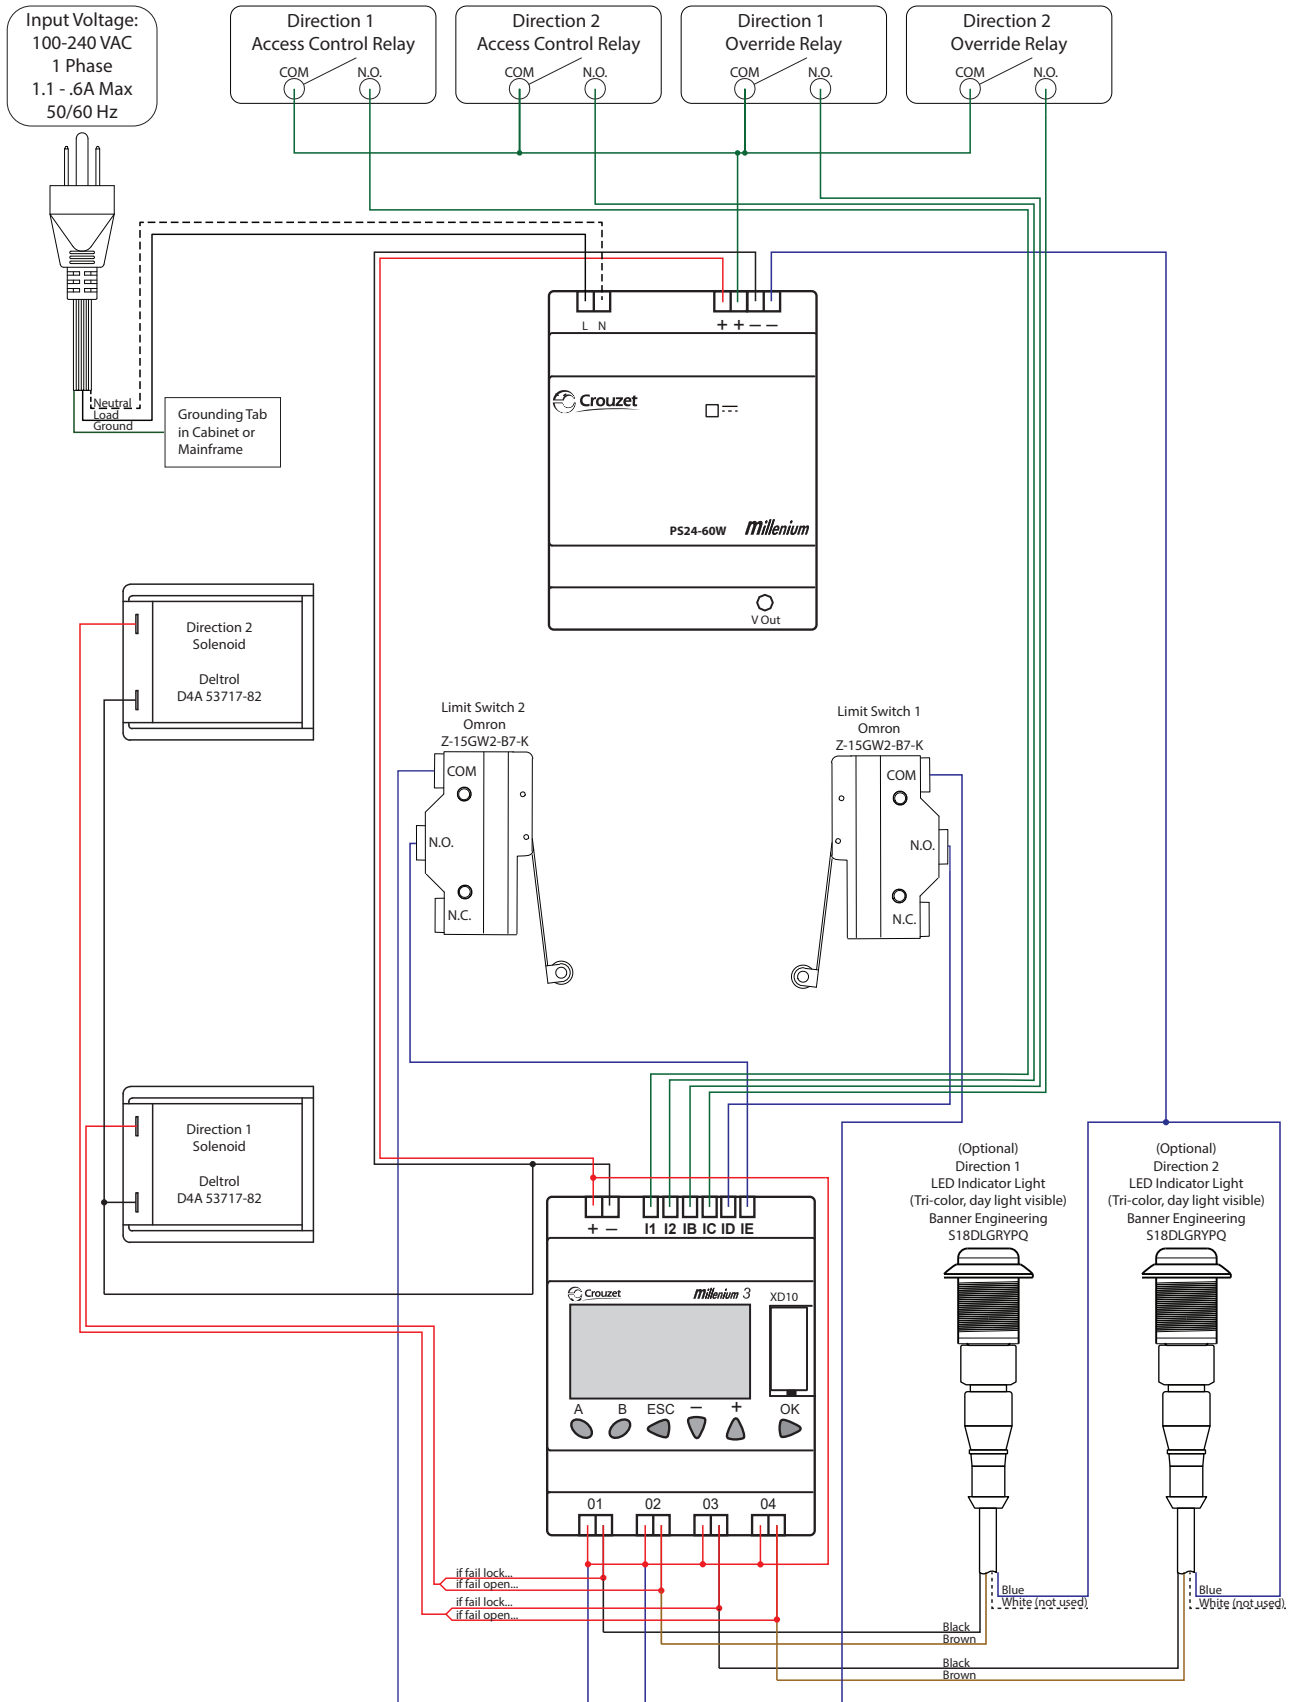 Input Voltage:
100-240 VAC
1 Phase
1.1 - .6A Max
50/60 Hz
Direction 1
Access Control Relay
COM
N.O.
Direction 2
Access Control Relay
COM
N.O.
Direction 1
Override Relay
COM
N.O.
Direction 2
Override Relay
COM
N.O.
Neutral
Load
Ground
Grounding Tab
in Cabinet or
Mainframe
L N
+ + — —
Crouzet
PS24-60W Millenium
V Out
Direction 2
Solenoid
Deltrol
D4A 53717-82
Limit Switch 2
Omron
Z-15GW2-B7-K
COM
N.O.
N.C.
Limit Switch 1
Omron
Z-15GW2-B7-K
COM
N.O.
N.C.
Direction 1
Solenoid
Deltrol
D4A 53717-82
+ — I1 I2 IB IC ID IE
Crouzet Millenium 3 XD10
A B ESC — + OK
01 02 03 04
(Optional)
Direction 1
LED Indicator Light
(Tri-color, day light visible)
Banner Engineering
S18DLGRYPQ
(Optional)
Direction 2
LED Indicator Light
(Tri-color, day light visible)
Banner Engineering
S18DLGRYPQ
if fail lock...
if fail open...
if fail lock...
if fail open...
Blue
White (not used)
Blue
White (not used)
Black
Brown
Black
Brown